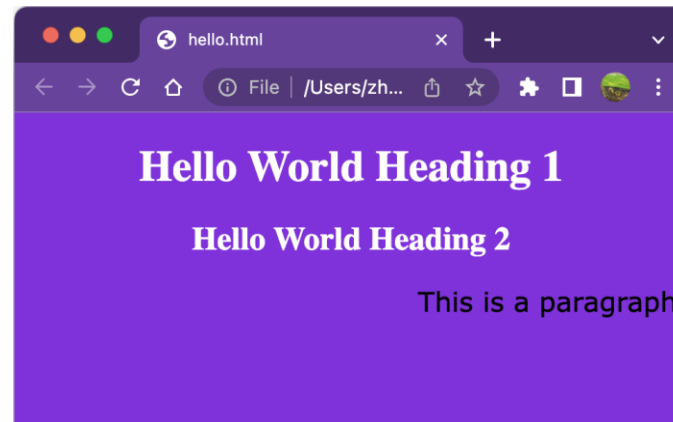 hello.html
File /Users/zh...
Hello World Heading 1
Hello World Heading 2
This is a paragraph